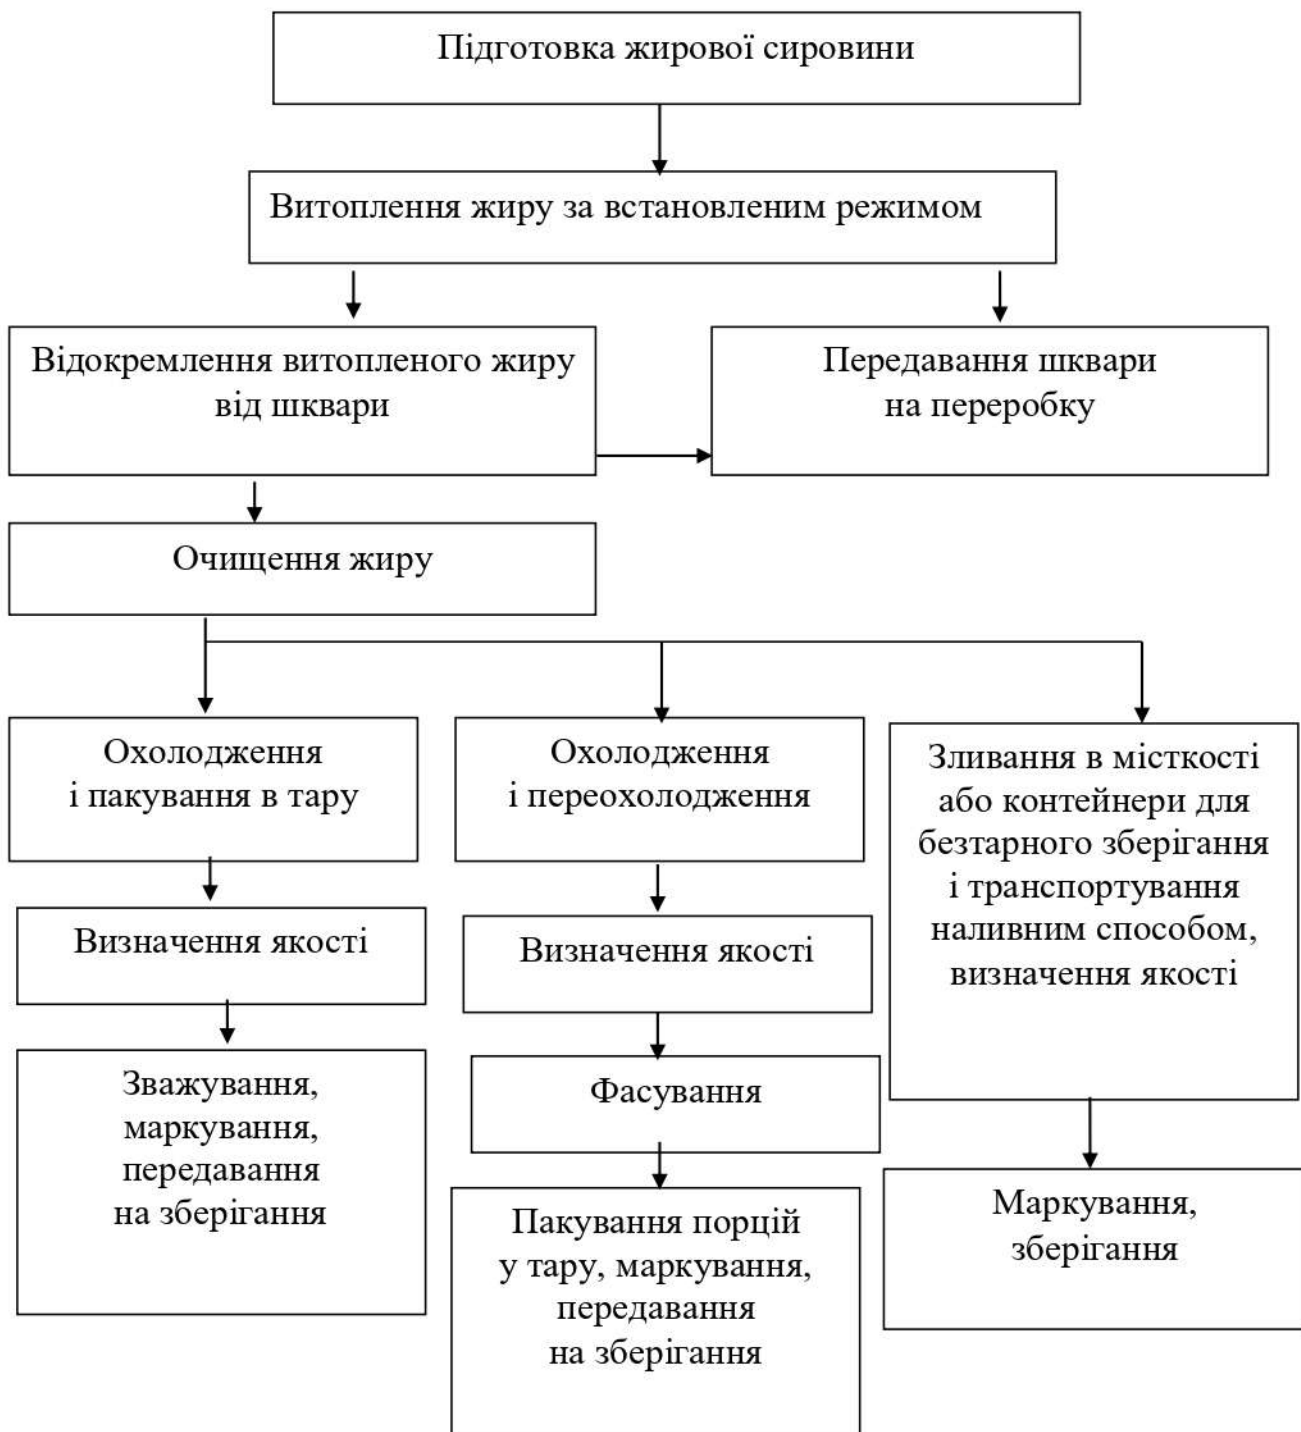 Підготовка жирової сировини
Витоплення жиру за встановленим режимом
Відокремлення витопленого жиру
від шквари
Передавання шквари
на переробку
Очищення жиру
Охолодження
і пакування в тару
Визначення якості
Зважування,
маркування,
передавання
на зберігання
Охолодження
і переохолодження
Визначення якості
Фасування
Пакування порцій
у тару, маркування,
передавання
на зберігання
Зливання в місткості
або контейнери для
безтарного зберігання
і транспортування
наливним способом,
визначення якості
Маркування,
зберігання